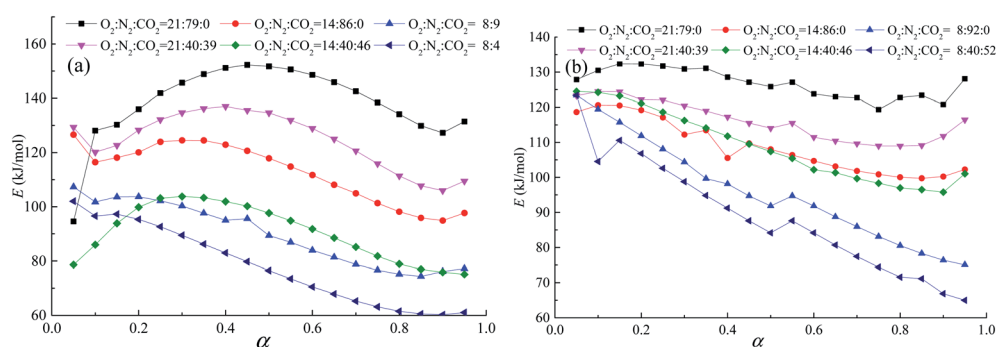 (a)
O₂:N₂:CO₂=21:79:0 O₂:N₂:CO₂=14:86:0 O₂:N₂:CO₂= 8:9
O₂:N₂:CO₂=21:40:39 O₂:N₂:CO₂=14:40:46 O₂:N₂:CO₂= 8:4
160
140
120
100
80
60
E (kJ/mol)
0.0 0.2 0.4 0.6 0.8 1.0
α
(b)
O₂:N₂:CO₂=21:79:0 O₂:N₂:CO₂=14:86:0 O₂:N₂:CO₂= 8:92:0
O₂:N₂:CO₂=21:40:39 O₂:N₂:CO₂=14:40:46 O₂:N₂:CO₂= 8:40:52
140
130
120
110
100
90
80
70
60
E (kJ/mol)
0.0 0.2 0.4 0.6 0.8 1.0
α